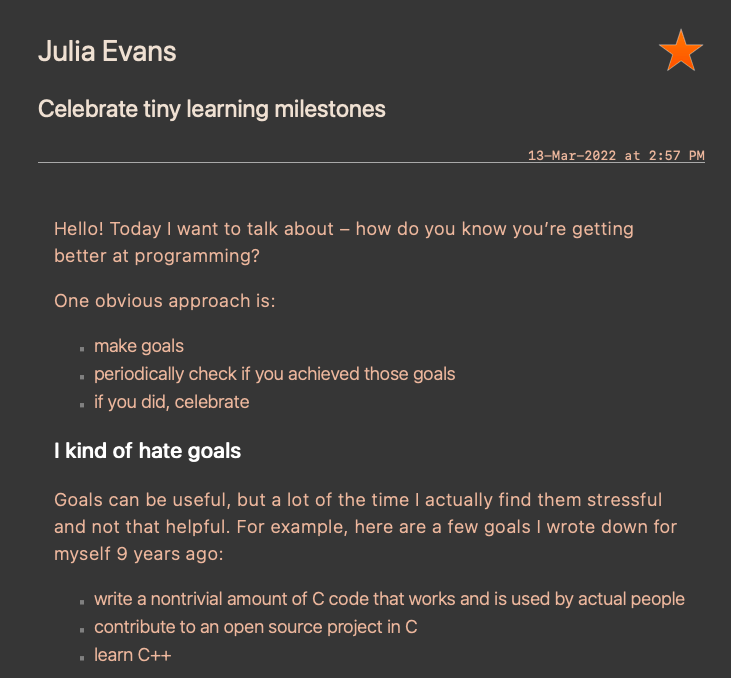 Julia Evans
Celebrate tiny learning milestones
13-Mar-2022 at 2:57 PM
Hello! Today I want to talk about – how do you know you’re getting
better at programming?
One obvious approach is:
make goals
periodically check if you achieved those goals
if you did, celebrate
I kind of hate goals
Goals can be useful, but a lot of the time I actually find them stressful
and not that helpful. For example, here are a few goals I wrote down for
myself 9 years ago:
write a nontrivial amount of C code that works and is used by actual people
contribute to an open source project in C
learn C++